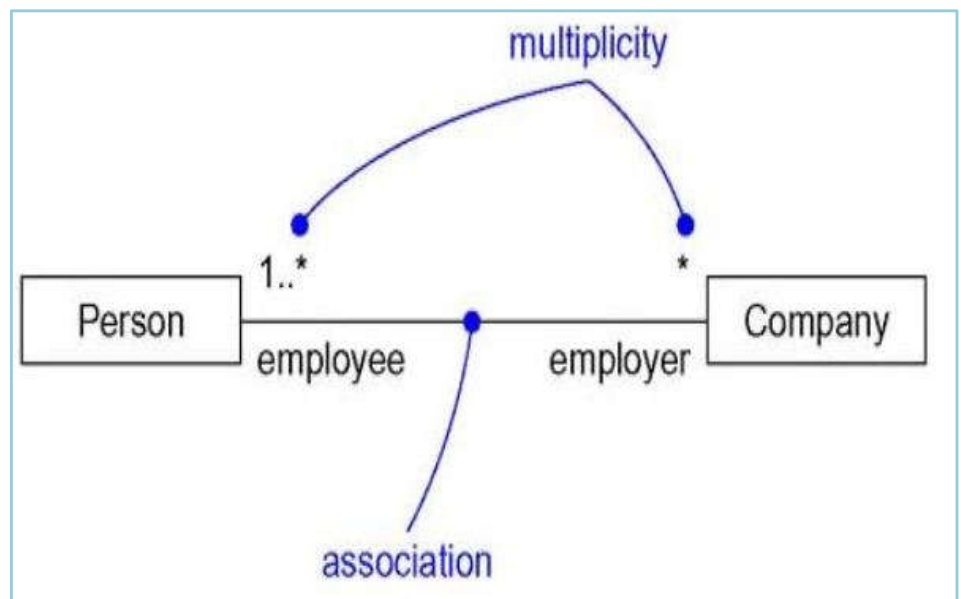 multiplicity
1..*
*
Person
Company
employee
employer
association